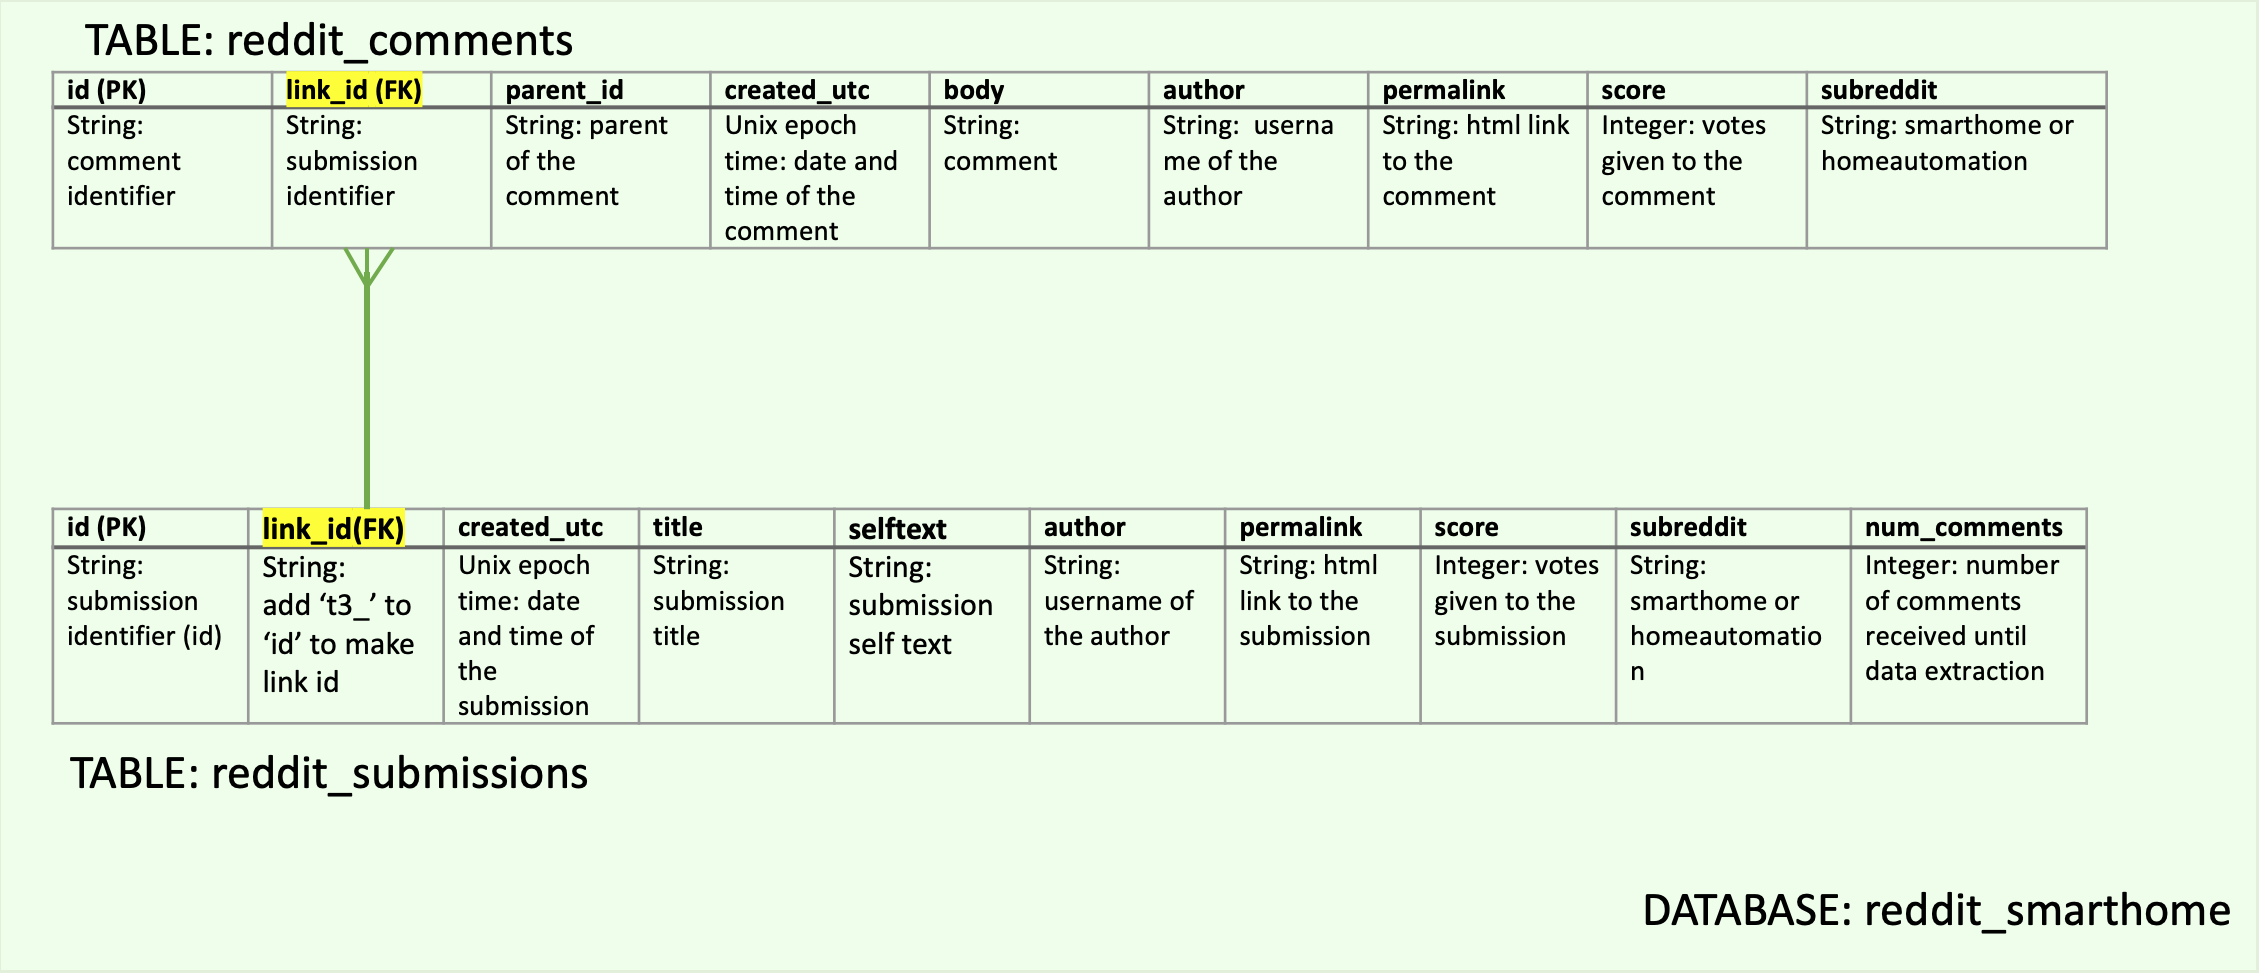 TABLE: reddit_comments
id (PK)
String:
comment
identifier
link_id (FK)
String:
submission
identifier
parent_id
String: parent
of the
comment
created_utc
Unix epoch
time: date and
time of the
comment
body
String:
comment
author
String:  userna
me of the
author
permalink
String: html link
to the
comment
score
Integer: votes
given to the
comment
subreddit
String: smarthome or
homeautomation
id (PK)
String:
submission
identifier (id)
link_id(FK)
String:
add ‘t3_’ to
‘id’ to make
link id
created_utc
Unix epoch
time: date
and time of
the
submission
title
String:
submission
title
selftext
String:
submission
self text
author
String:
username of
the author
permalink
String: html
link to the
submission
score
Integer: votes
given to the
submission
subreddit
String:
smarthome or
homeautomatio
n
num_comments
Integer: number
of comments
received until
data extraction
TABLE: reddit_submissions
DATABASE: reddit_smarthome